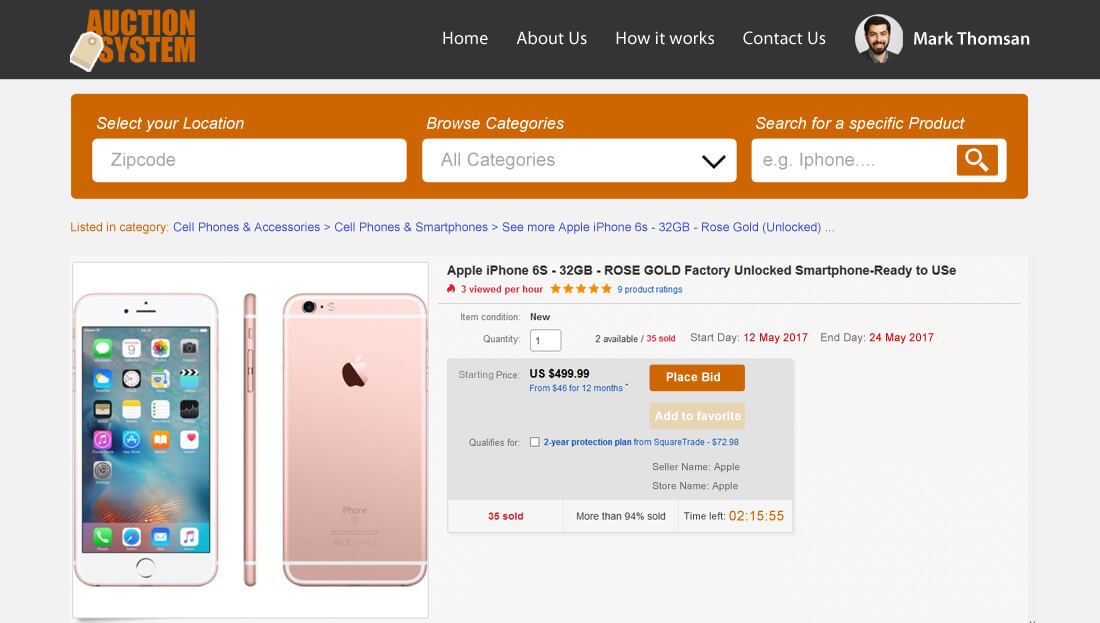 AUCTION
SYSTEM
Home About Us How it works Contact Us Mark Thomsan
Select your Location Browse Categories Search for a specific Product
Zipcode All Categories e.g. Iphone....
Listed in category: Cell Phones & Accessories > Cell Phones & Smartphones > See more Apple iPhone 6s - 32GB - Rose Gold (Unlocked) ...
Apple iPhone 6S - 32GB - ROSE GOLD Factory Unlocked Smartphone-Ready to USe
3 viewed per hour 9 product ratings
Item condition: New
Quantity: 1 2 available / 35 sold Start Day: 12 May 2017 End Day: 24 May 2017
Starting Price: US $499.99 Place Bid
From $46 for 12 months *
Add to favorite
Qualifies for: 2-year protection plan from SquareTrade - $72.98
Seller Name: Apple
Store Name: Apple
35 sold More than 94% sold Time left: 02:15:55
9
iPhone